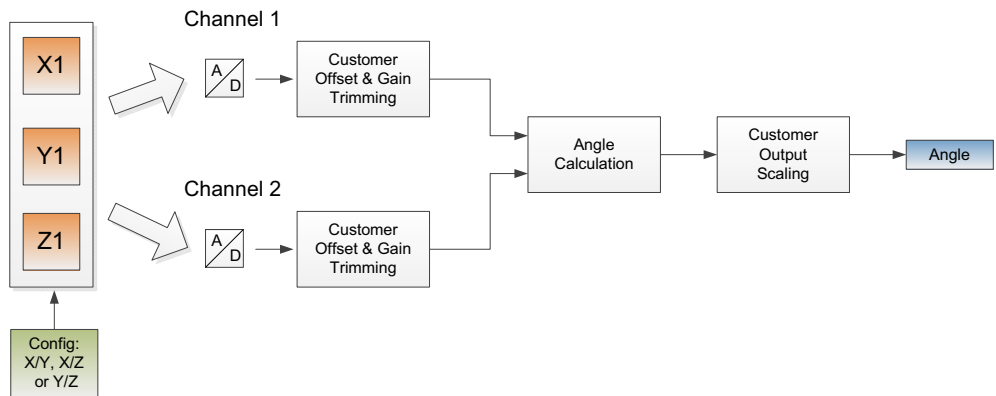 Channel 1
X1
A
D
Customer
Offset & Gain
Trimming
Y1
Angle
Calculation
Customer
Output
Scaling
Angle
Channel 2
Z1
A
D
Customer
Offset & Gain
Trimming
Config:
X/Y, X/Z
or Y/Z